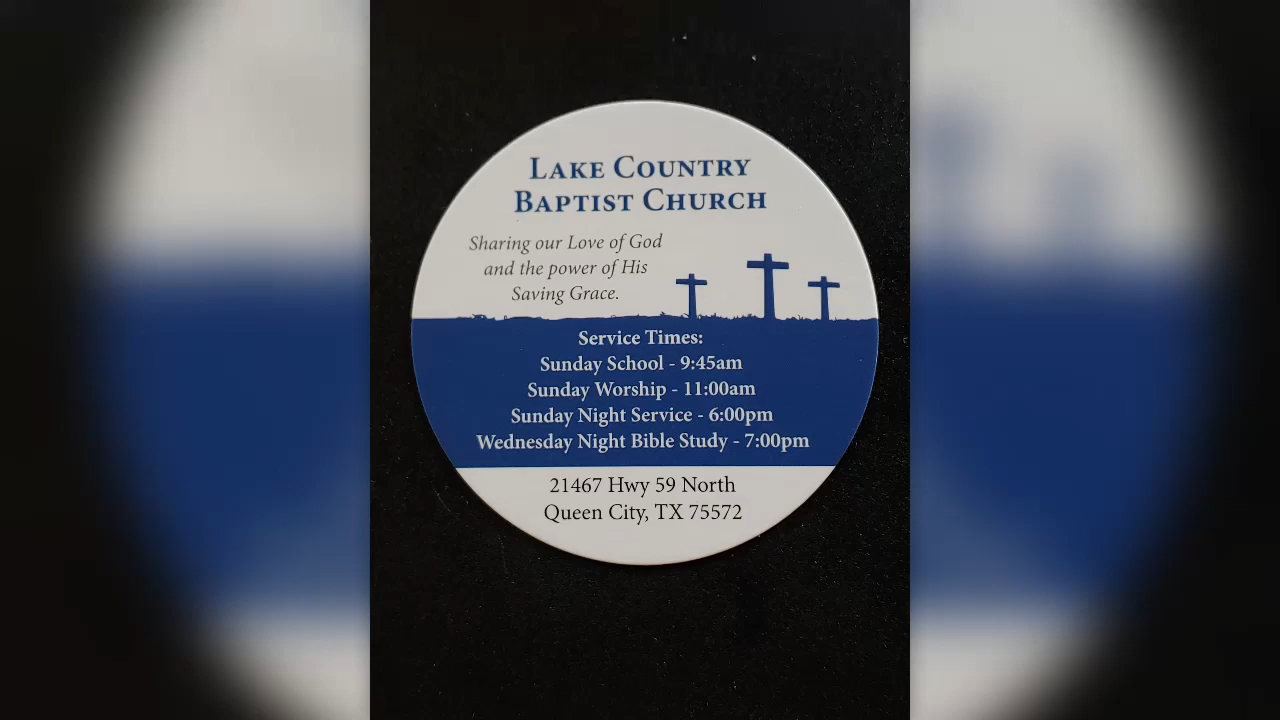 Lake Country
Baptist Church
Sharing our Love of God
and the power of His
Saving Grace.
Service Times:
Sunday School - 9:45am
Sunday Worship - 11:00am
Sunday Night Service - 6:00pm
Wednesday Night Bible Study - 7:00pm
21467 Hwy 59 North
Queen City, TX 75572